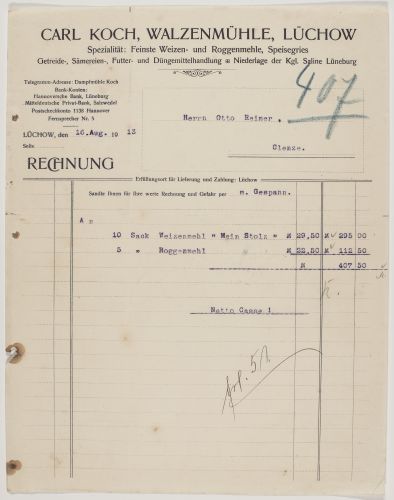 407
CARL KOCH, WALZENMÜHLE, LÜCHOW
Spezialität: Feinste Weizen- und Roggenmehle, Speisegries
Getreide-, Sämereien-, Futter- und Düngemittelhandlung Niederlage der Kgl. Saline Lüneburg
Telegramm-Adresse: Dampfmühle Koch
Bank-Konten:
Hannoversche Bank, Lüneburg
Mitteldeutsche Privat-Bank, Salzwedel
Postscheckkonto 1138 Hannover
Fernsprecher Nr. 5
Herrn Otto Reiner.
LÜCHOW, den 16.Aug. 1913
Clenze.
Seite
RECHNUNG
Erfüllungsort für Lieferung und Zahlung: Lüchow
Sandte Ihnen für Ihre werte Rechnung und Gefahr per m. Gespann.
An
10 Sack Weizenmehl " Mein Stolz " M 29,50 M 295 00
5 " Roggenmehl M 22,50 M 112 50
M 407 50
Netto Casse !